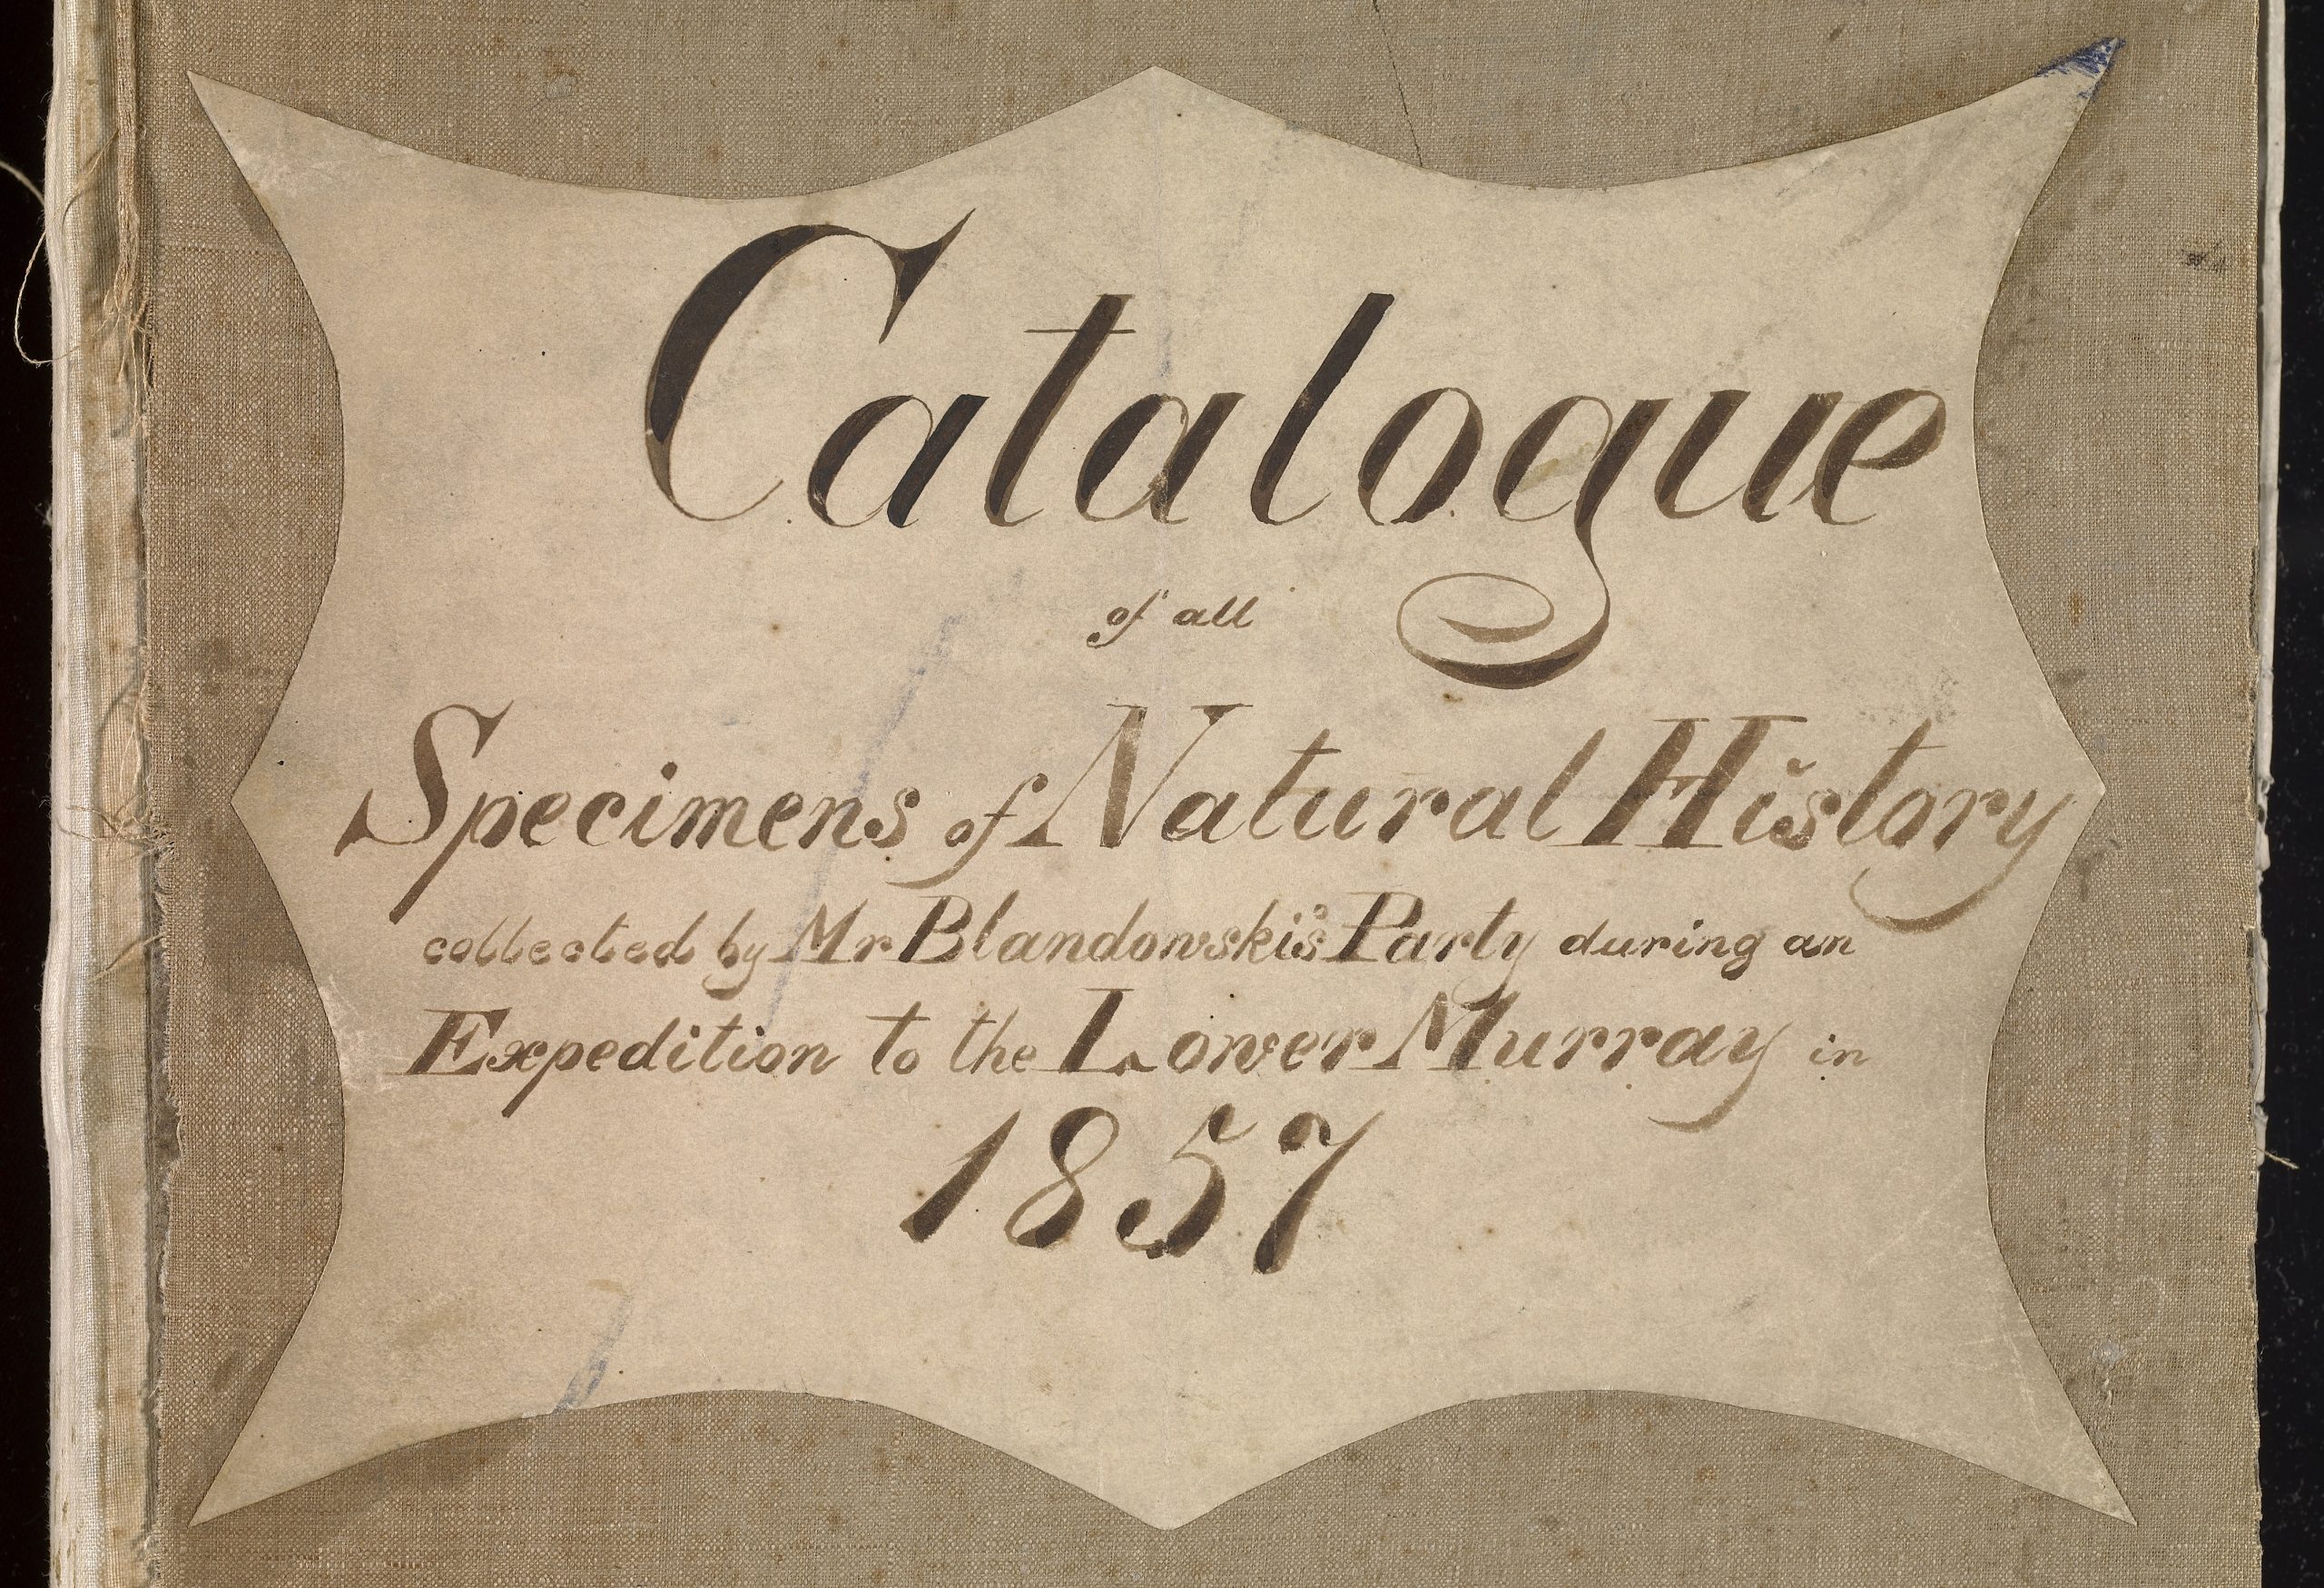 Catalogue
of all
Specimens of Natural History
collected by Mr Blandowski's Party during an
Expedition to the Lower Murray in
1857